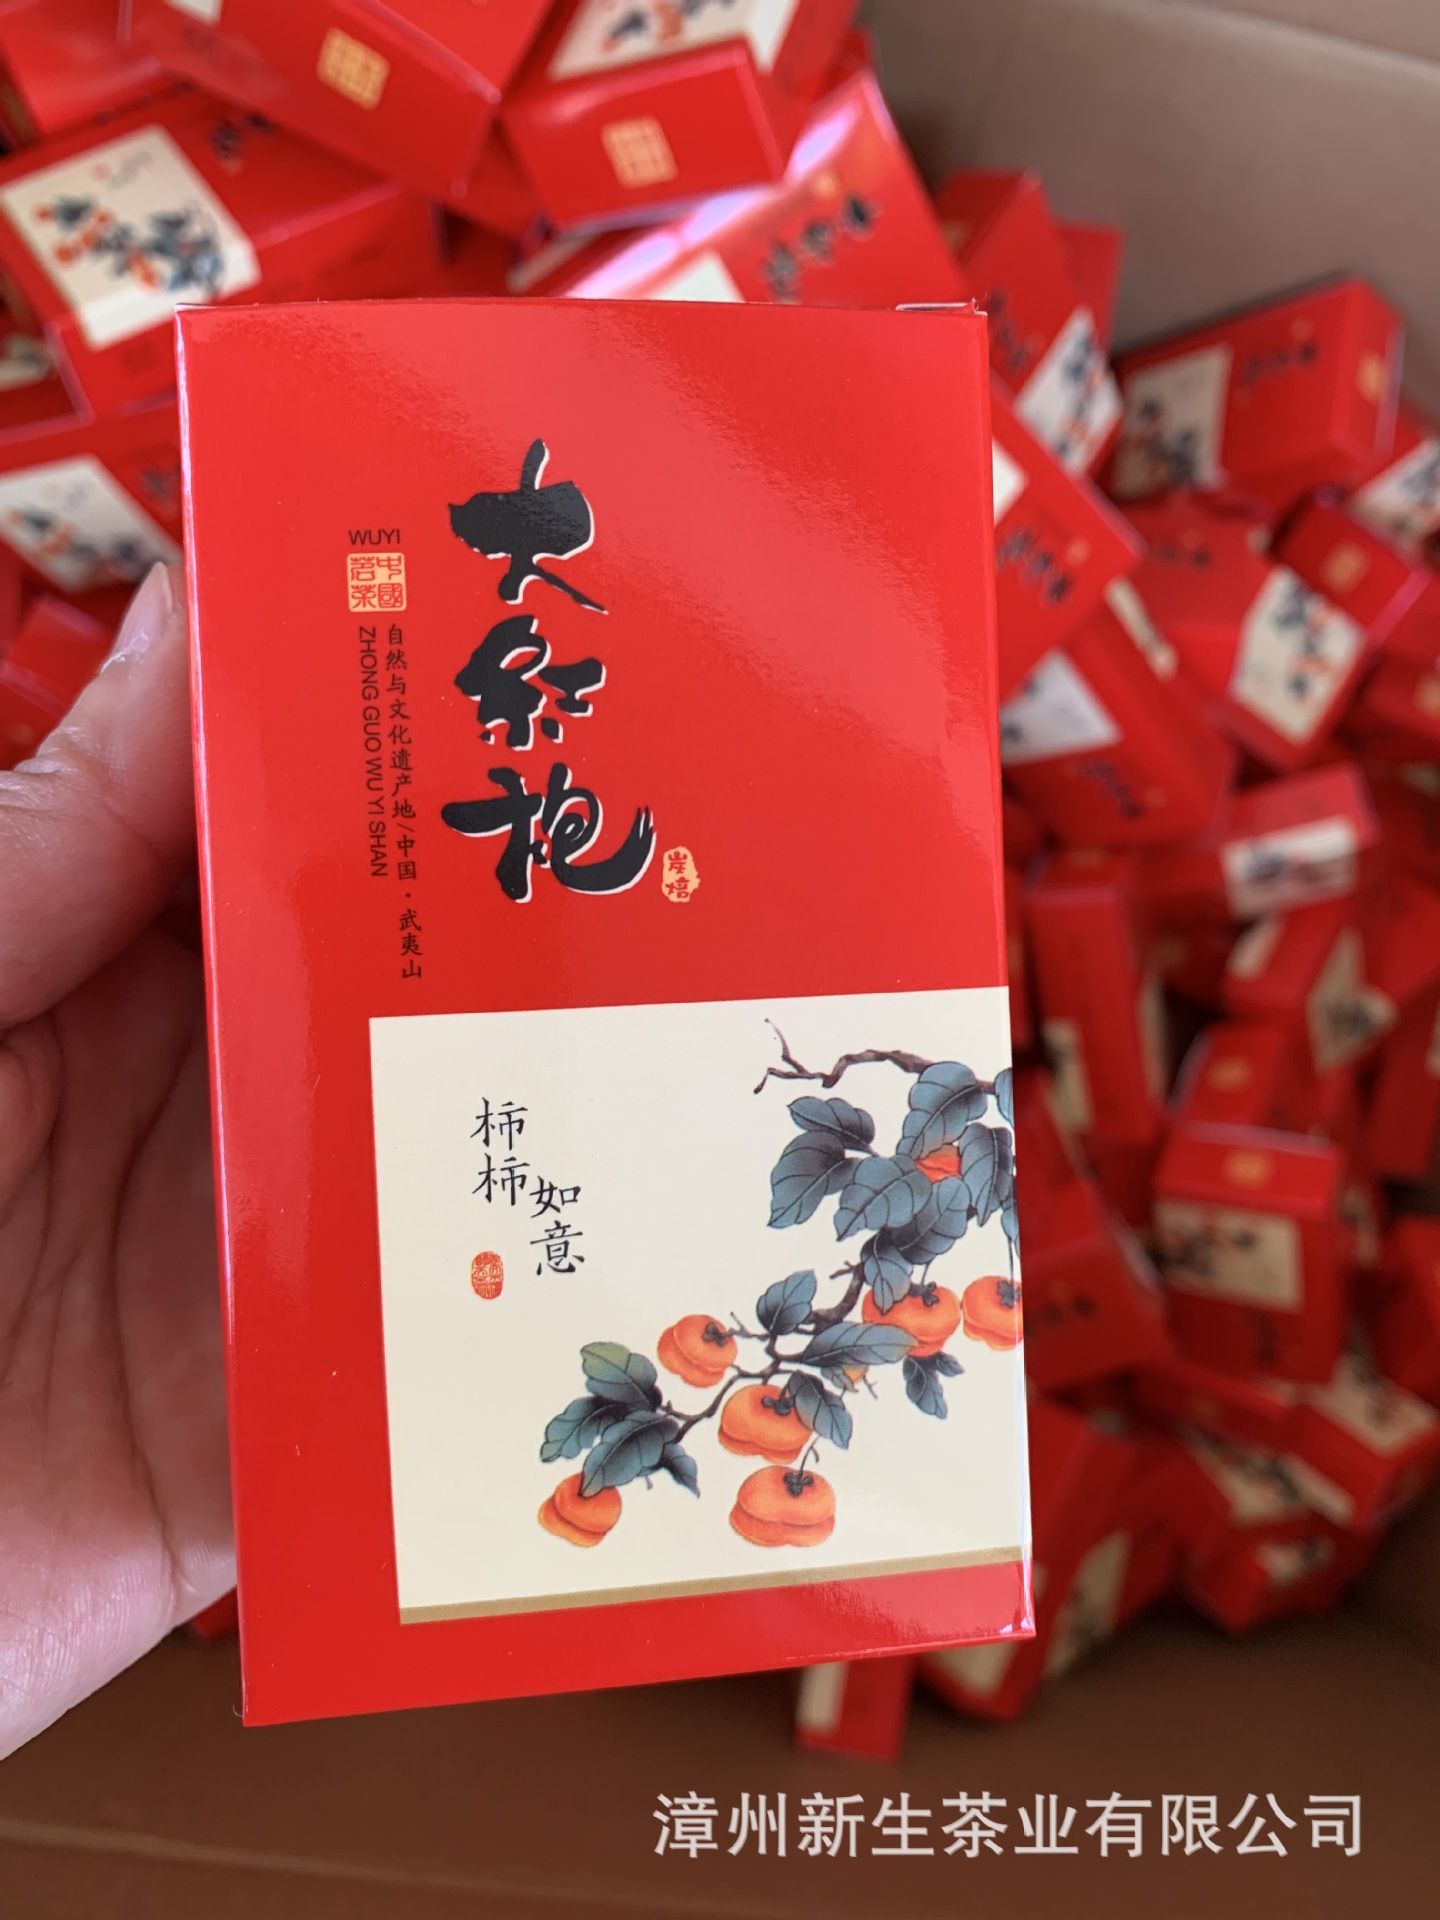 大红袍
炭焙
WUYI
中國
茗茶
自然与文化遗产地/中国·武夷山
ZHONG GUO WU YI SHAN
柿柿
如意
漳州新生茶业有限公司